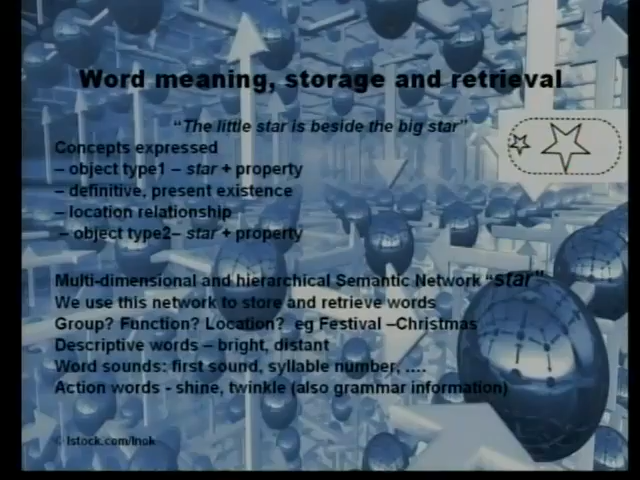 Word meaning, storage and retrieval
“The little star is beside the big star”
Concepts expressed
– object type1 – star + property
– definitive, present existence
– location relationship
– object type2– star + property
Multi-dimensional and hierarchical Semantic Network “star”
We use this network to store and retrieve words
Group? Function? Location? eg Festival –Christmas
Descriptive words – bright, distant
Word sounds: first sound, syllable number, ....
Action words - shine, twinkle (also grammar information)
© Istock.com/Inok